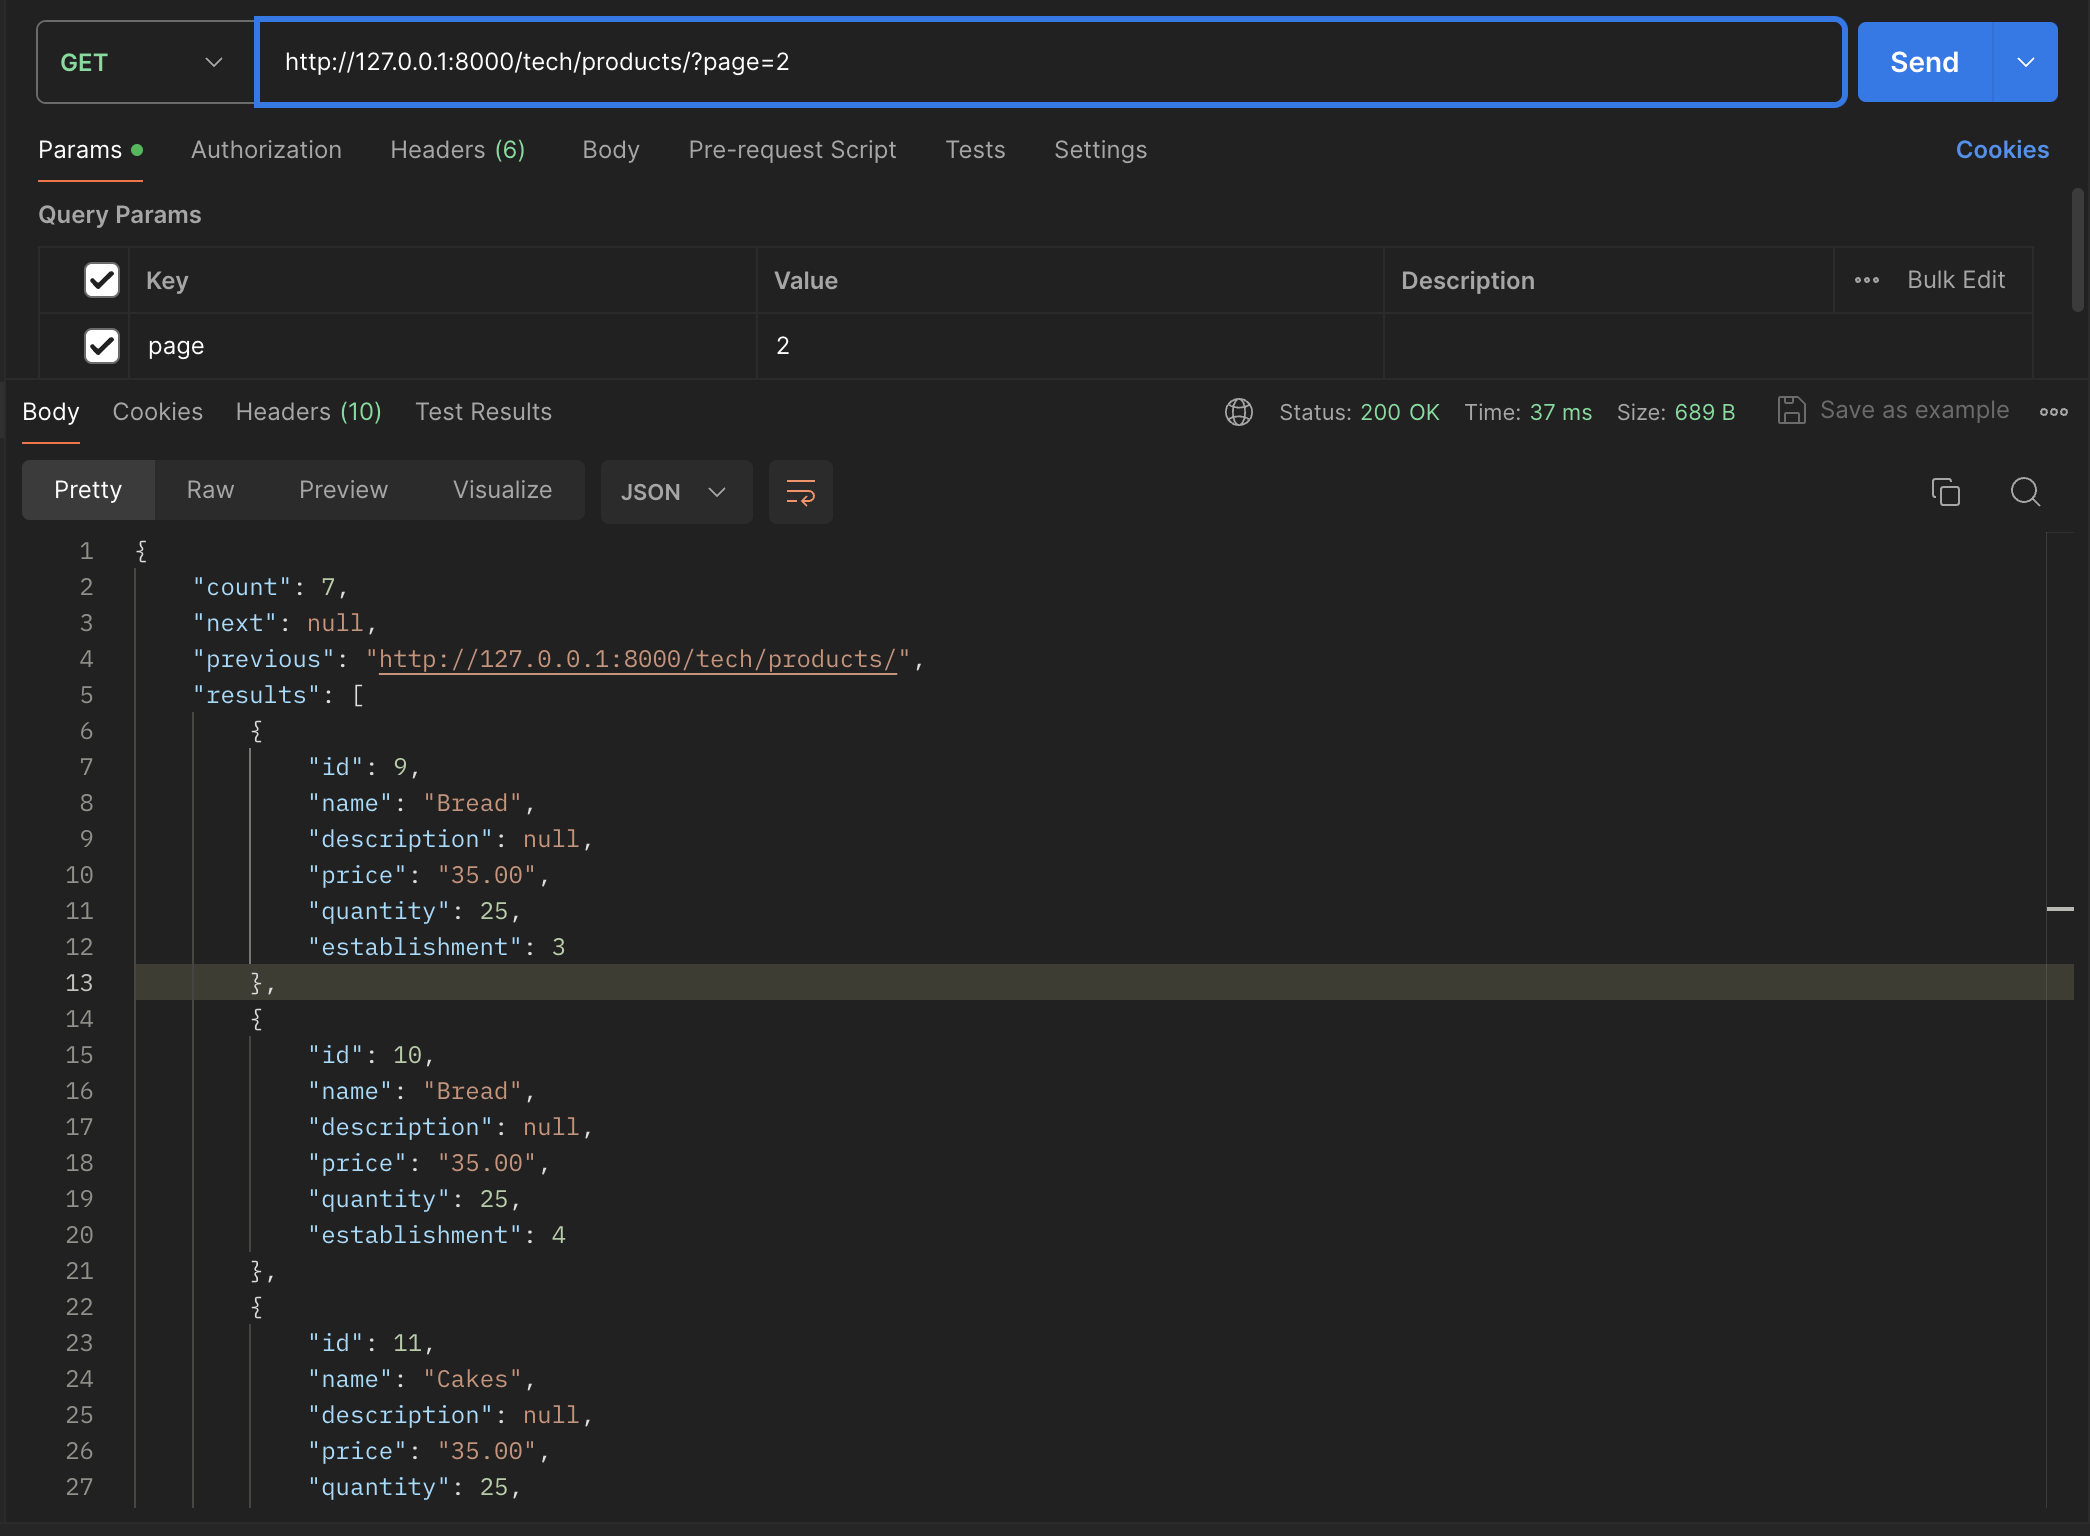 GET http://127.0.0.1:8000/tech/products/?page=2 Send
Params Authorization Headers (6) Body Pre-request Script Tests Settings Cookies
Query Params
Key Value Description Bulk Edit
page 2
Body Cookies Headers (10) Test Results Status: 200 OK Time: 37 ms Size: 689 B Save as example
Pretty Raw Preview Visualize JSON
1 {
2 "count": 7,
3 "next": null,
4 "previous": "http://127.0.0.1:8000/tech/products/",
5 "results": [
6 {
7 "id": 9,
8 "name": "Bread",
9 "description": null,
10 "price": "35.00",
11 "quantity": 25,
12 "establishment": 3
13 },
14 {
15 "id": 10,
16 "name": "Bread",
17 "description": null,
18 "price": "35.00",
19 "quantity": 25,
20 "establishment": 4
21 },
22 {
23 "id": 11,
24 "name": "Cakes",
25 "description": null,
26 "price": "35.00",
27 "quantity": 25,